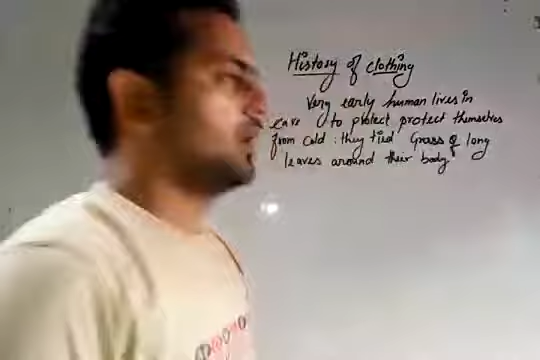 History of clothing
Very early human lives in
cave to protect protect themselves
from cold : they tied Grass & long
leaves around their body